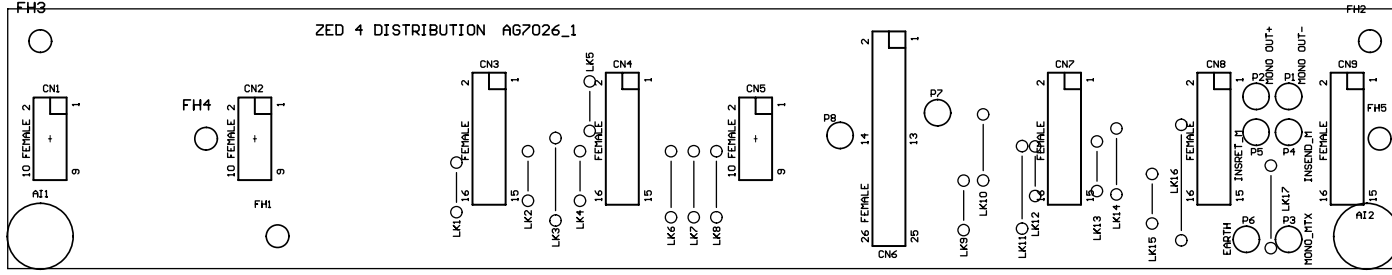 FH3
FH2
ZED 4 DISTRIBUTION AG7026_1
MONO OUT+
MONO OUT-
CN1
2
1
FEMALE
10
9
AI1
FH4
CN2
2
1
FEMALE
10
9
FH1
CN3
2
1
FEMALE
16
15
LK1
LK2
LK3
LK4
LK5
CN4
2
1
FEMALE
16
15
LK6
LK7
LK8
CN5
2
1
FEMALE
10
9
P8
2
1
14
13
FEMALE
26
25
CN6
P7
LK9
LK10
LK11
LK12
CN7
2
1
FEMALE
16
15
LK13
LK14
LK15
LK16
CN8
2
1
FEMALE
16
15
P2
P1
P5
P4
INSRET_M
INSEND_M
LK17
EARTH
P6
P3
MONO_MTX
CN9
2
1
FEMALE
16
15
FH5
AI2